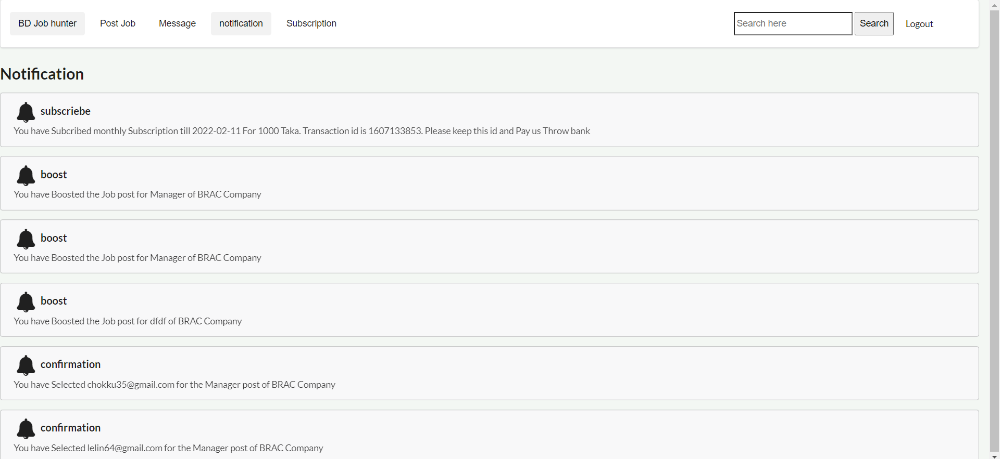 BD Job hunter Post Job Message notification Subscription Search here Search Logout
Notification
subscriebe
You have Subcribed monthly Subscription till 2022-02-11 For 1000 Taka. Transaction id is 1607133853. Please keep this id and Pay us Throw bank
boost
You have Boosted the Job post for Manager of BRAC Company
boost
You have Boosted the Job post for Manager of BRAC Company
boost
You have Boosted the Job post for dfdf of BRAC Company
confirmation
You have Selected chokku35@gmail.com for the Manager post of BRAC Company
confirmation
You have Selected lelin64@gmail.com for the Manager post of BRAC Company